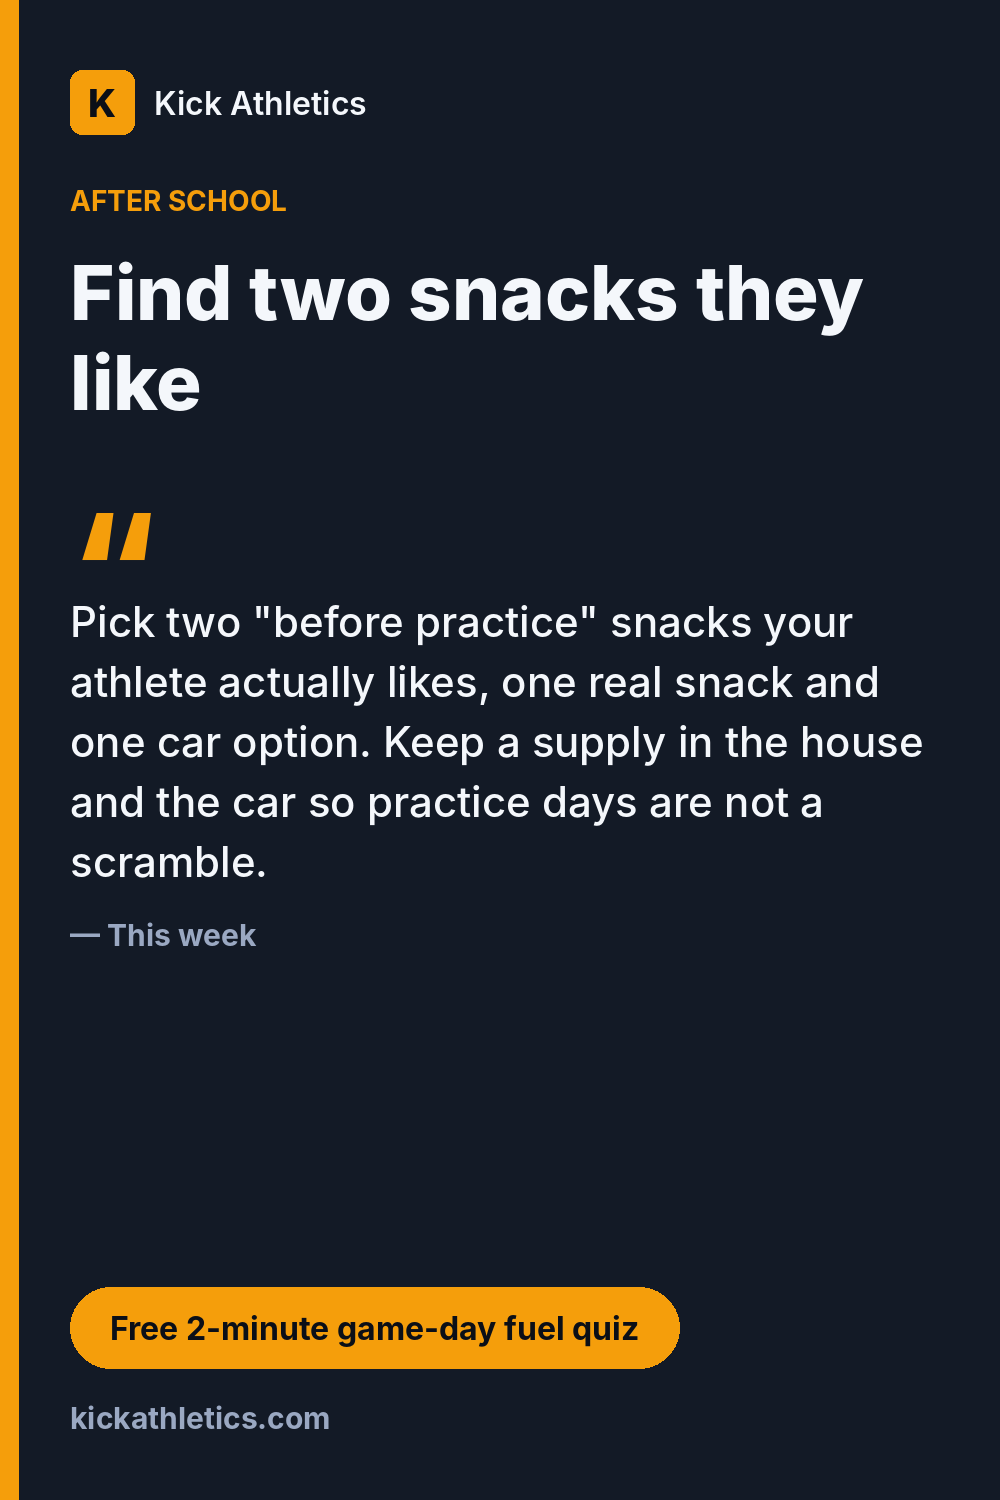 K
Kick Athletics
AFTER SCHOOL
Find two snacks they
like
“
Pick two "before practice" snacks your
athlete actually likes, one real snack and
one car option. Keep a supply in the house
and the car so practice days are not a
scramble.
— This week
Free 2-minute game-day fuel quiz
kickathletics.com